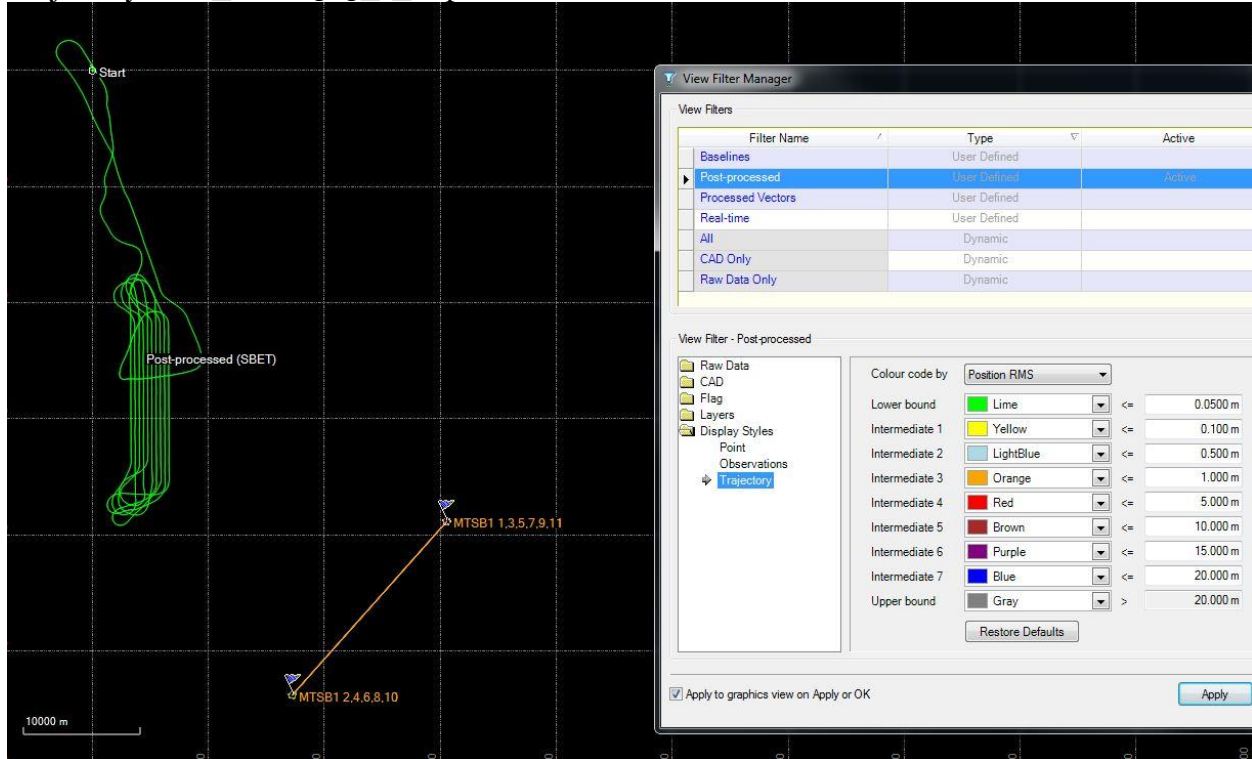 Start
Post-processed (SBET)
MTSB1 1,3,5,7,9,11
MTSB1 2,4,6,8,10
10000 m
View Filter Manager
View Filters
Filter Name Type Active
Baselines User Defined
Post-processed User Defined Active
Processed Vectors User Defined
Real-time User Defined
All Dynamic
CAD Only Dynamic
Raw Data Only Dynamic
View Filter - Post-processed
Raw Data
CAD
Flag
Layers
Display Styles
Point
Observations
Trajectory
Colour code by Position RMS
Lower bound Lime <= 0.0500 m
Intermediate 1 Yellow <= 0.100 m
Intermediate 2 LightBlue <= 0.500 m
Intermediate 3 Orange <= 1.000 m
Intermediate 4 Red <= 5.000 m
Intermediate 5 Brown <= 10.000 m
Intermediate 6 Purple <= 15.000 m
Intermediate 7 Blue <= 20.000 m
Upper bound Gray > 20.000 m
Restore Defaults
Apply to graphics view on Apply or OK
Apply